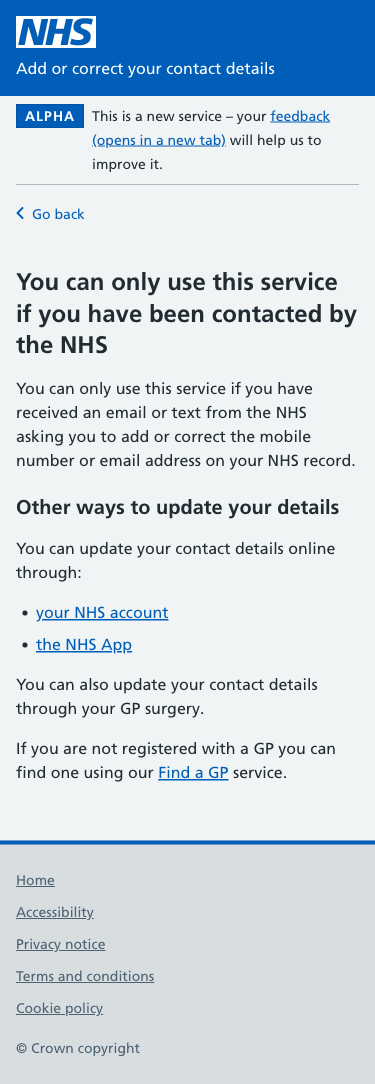 NHS
Add or correct your contact details
ALPHA
This is a new service – your feedback
(opens in a new tab) will help us to
improve it.
Go back
You can only use this service
if you have been contacted by
the NHS
You can only use this service if you have
received an email or text from the NHS
asking you to add or correct the mobile
number or email address on your NHS record.
Other ways to update your details
You can update your contact details online
through:
• your NHS account
• the NHS App
You can also update your contact details
through your GP surgery.
If you are not registered with a GP you can
find one using our Find a GP service.
Home
Accessibility
Privacy notice
Terms and conditions
Cookie policy
© Crown copyright